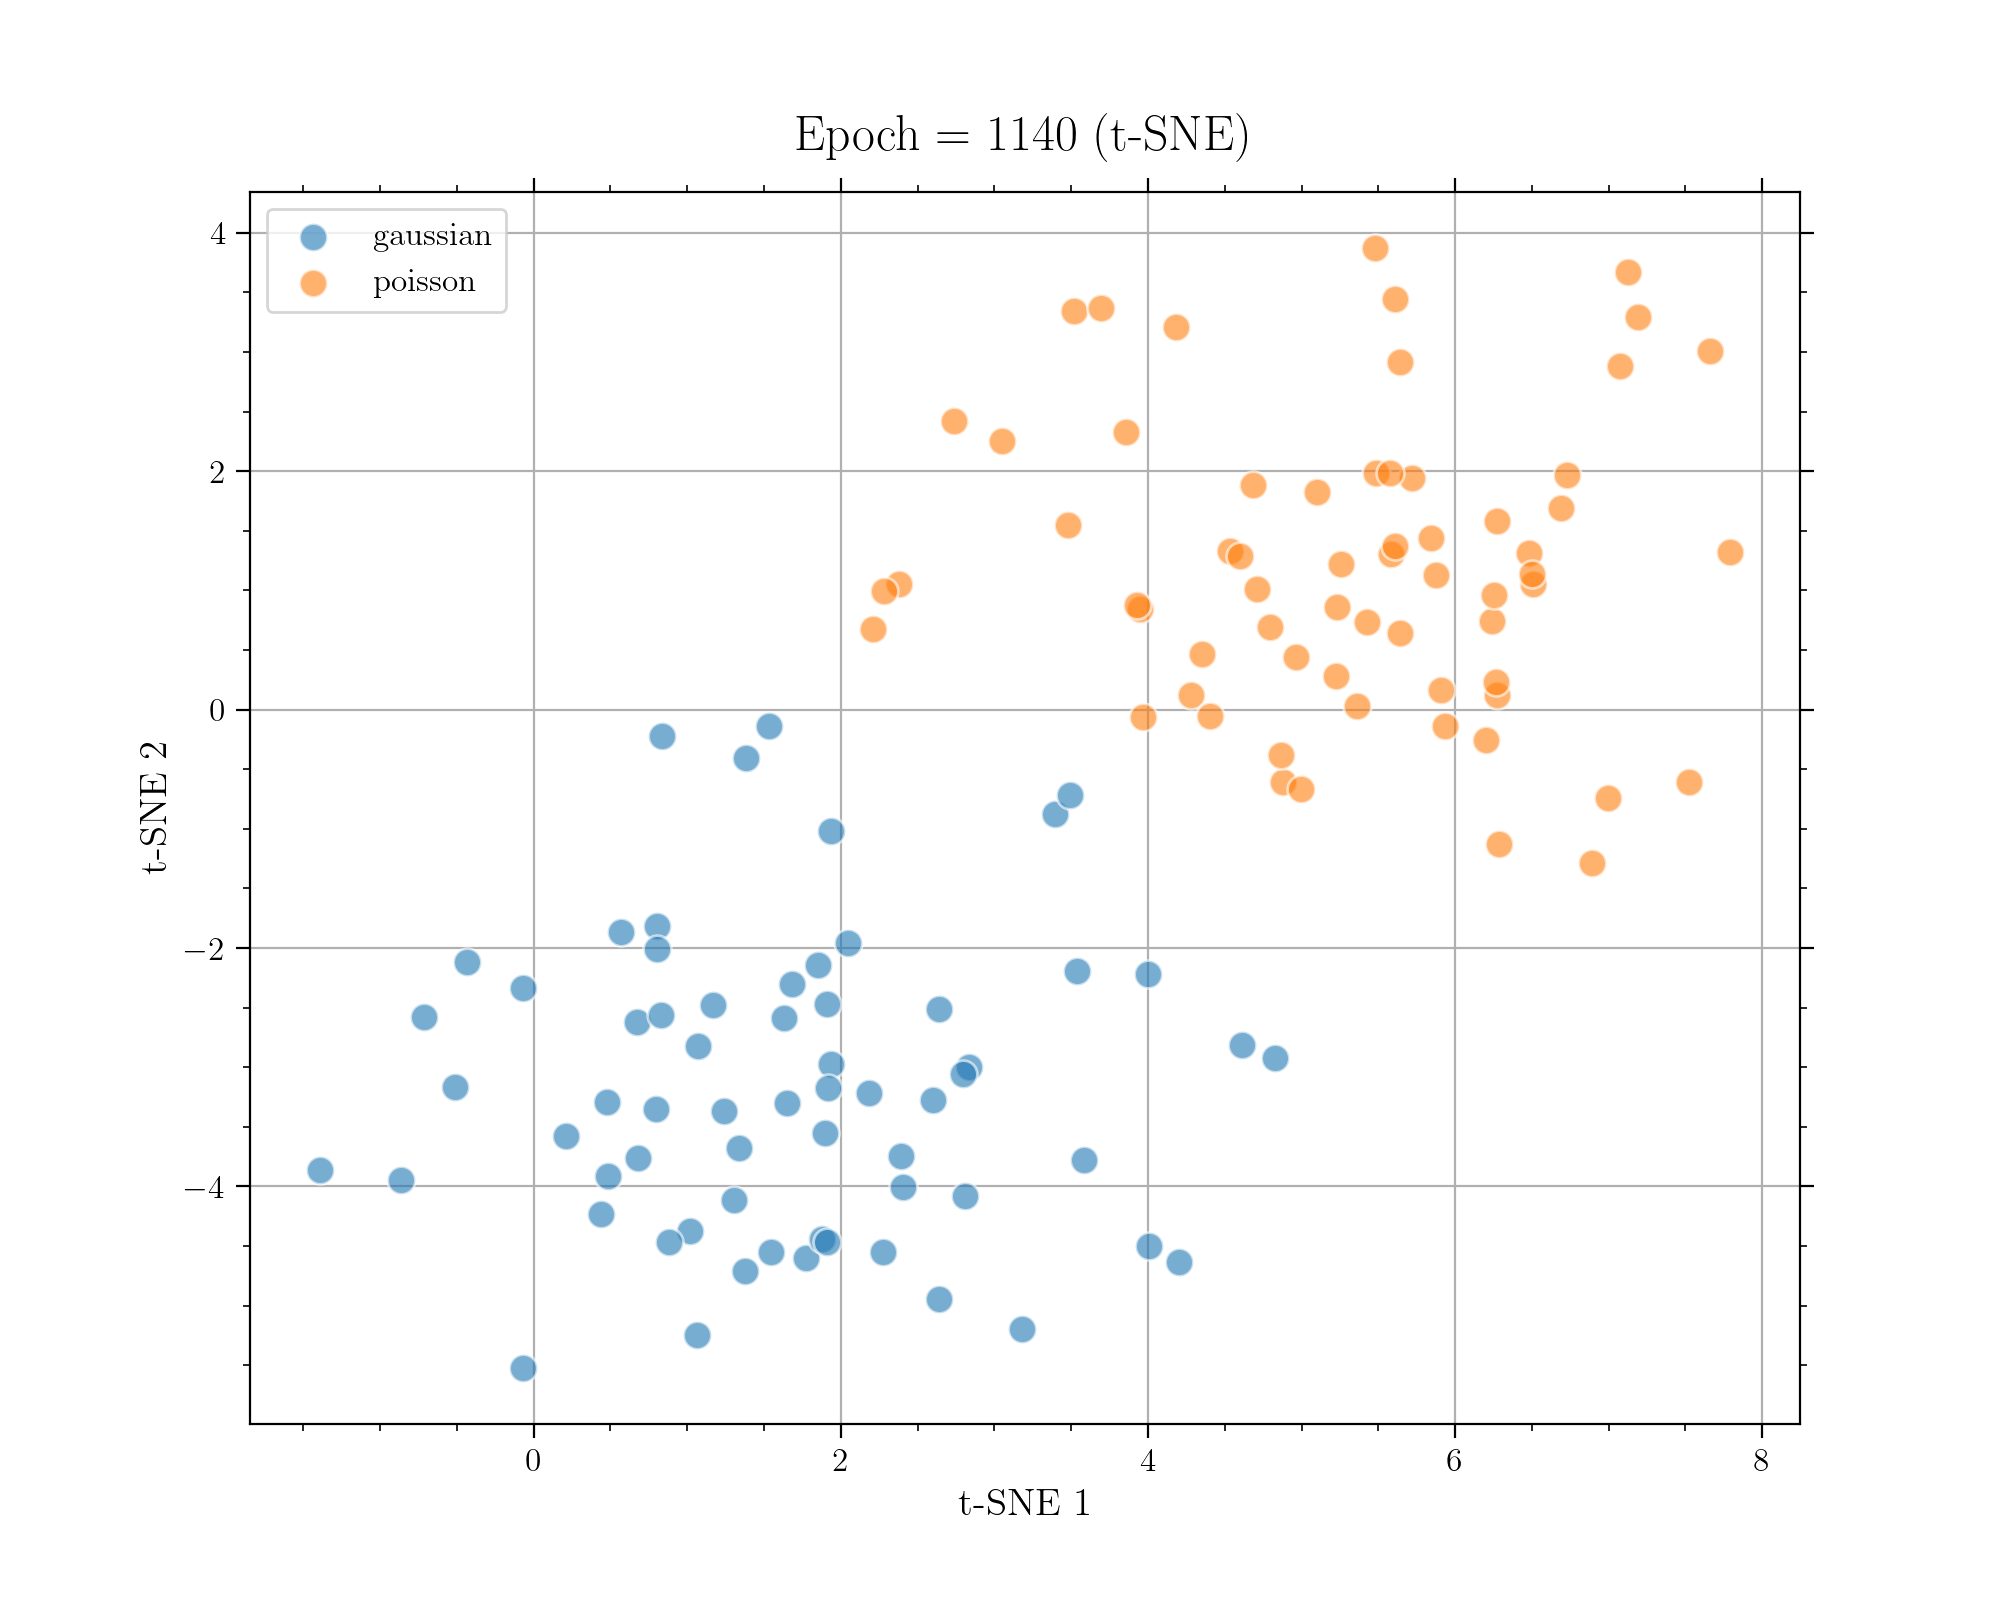 Epoch = 1140 (t-SNE)
gaussian
poisson
4
2
0
−2
−4
t-SNE 2
0 2 4 6 8
t-SNE 1